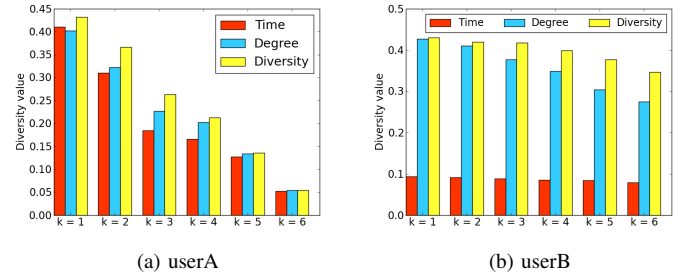 0.45
0.40
0.35
0.30
0.25
0.20
0.15
0.10
0.05
0.00
Diversity value
Time
Degree
Diversity
k = 1 k = 2 k = 3 k = 4 k = 5 k = 6
(a) userA
0.5
0.4
0.3
0.2
0.1
0.0
Diversity value
Time Degree Diversity
k = 1 k = 2 k = 3 k = 4 k = 5 k = 6
(b) userB